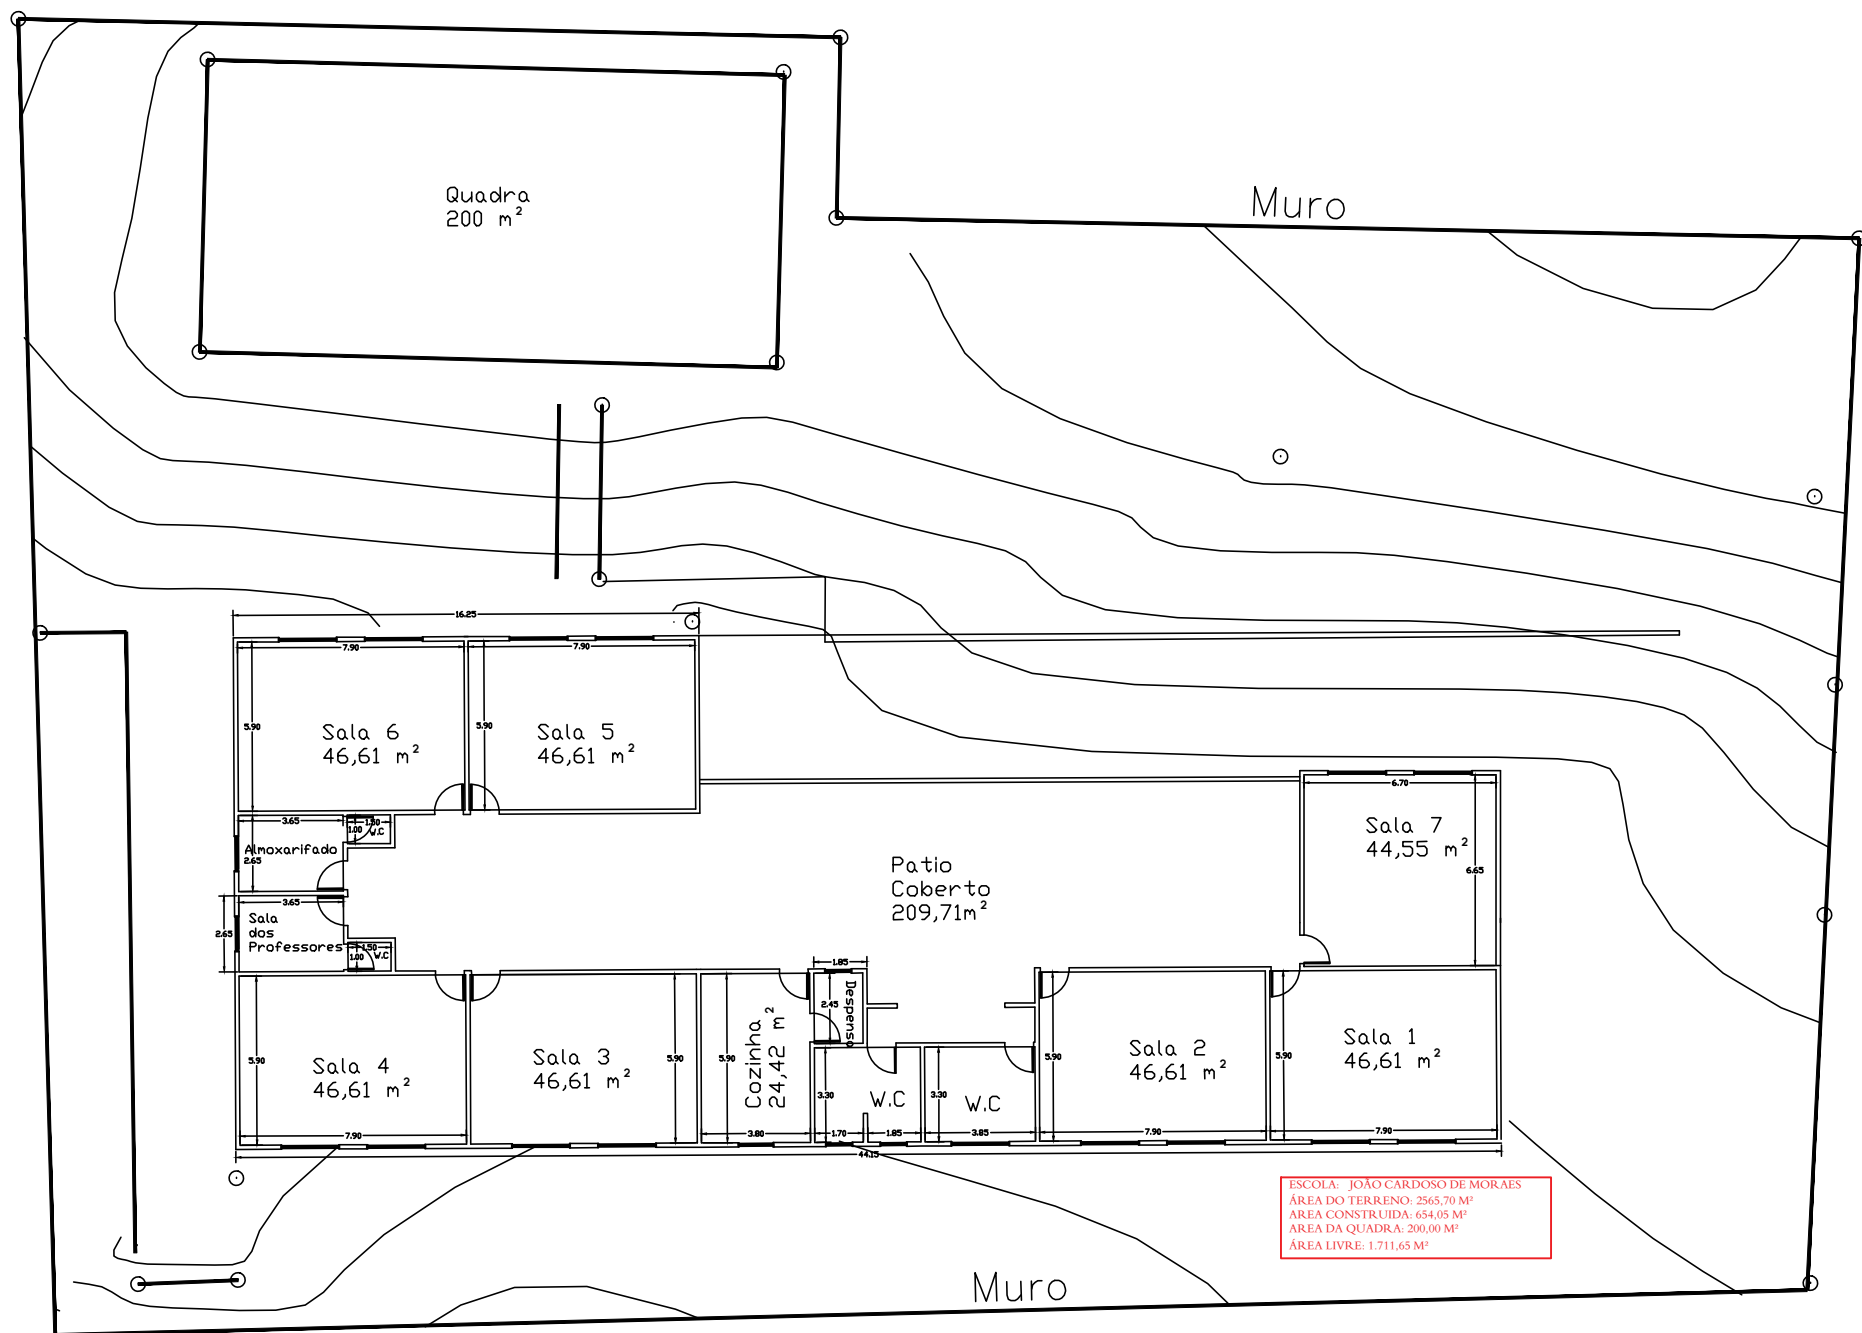 Quadra
200 m²
Muro
16.25
7.90
7.90
5.90
5.90
Sala 6
46,61 m²
Sala 5
46,61 m²
6.70
Sala 7
44,55 m²
6.65
3.65
1.50
1.00
W.C
Almoxarifado
2.65
Patio
Coberto
209,71m²
3.65
2.65
Sala
dos
Professores
1.50
1.00
W.C
1.85
2.45
Despensa
5.90
Sala 4
46,61 m²
7.90
Sala 3
46,61 m²
5.90
5.90
Cozinha
24,42 m²
3.80
3.30
1.70
1.85
W.C
3.30
W.C
3.85
5.90
Sala 2
46,61 m²
7.90
5.90
Sala 1
46,61 m²
7.90
44.15
ESCOLA: JOÃO CARDOSO DE MORAES
ÁREA DO TERRENO: 2565,70 M²
AREA CONSTRUIDA: 654,05 M²
AREA DA QUADRA: 200,00 M²
ÁREA LIVRE: 1.711,65 M²
Muro